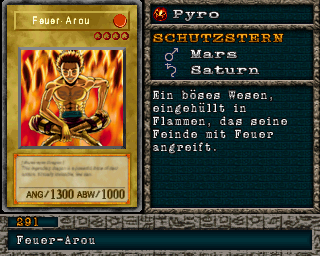 Feuer-Arou
ANG/1300 ABW/1000
Pyro
SCHUTZSTERN
Mars
Saturn
Ein böses Wesen,
eingehüllt in
Flammen, das seine
Feinde mit Feuer
angreift.
291
Feuer-Arou